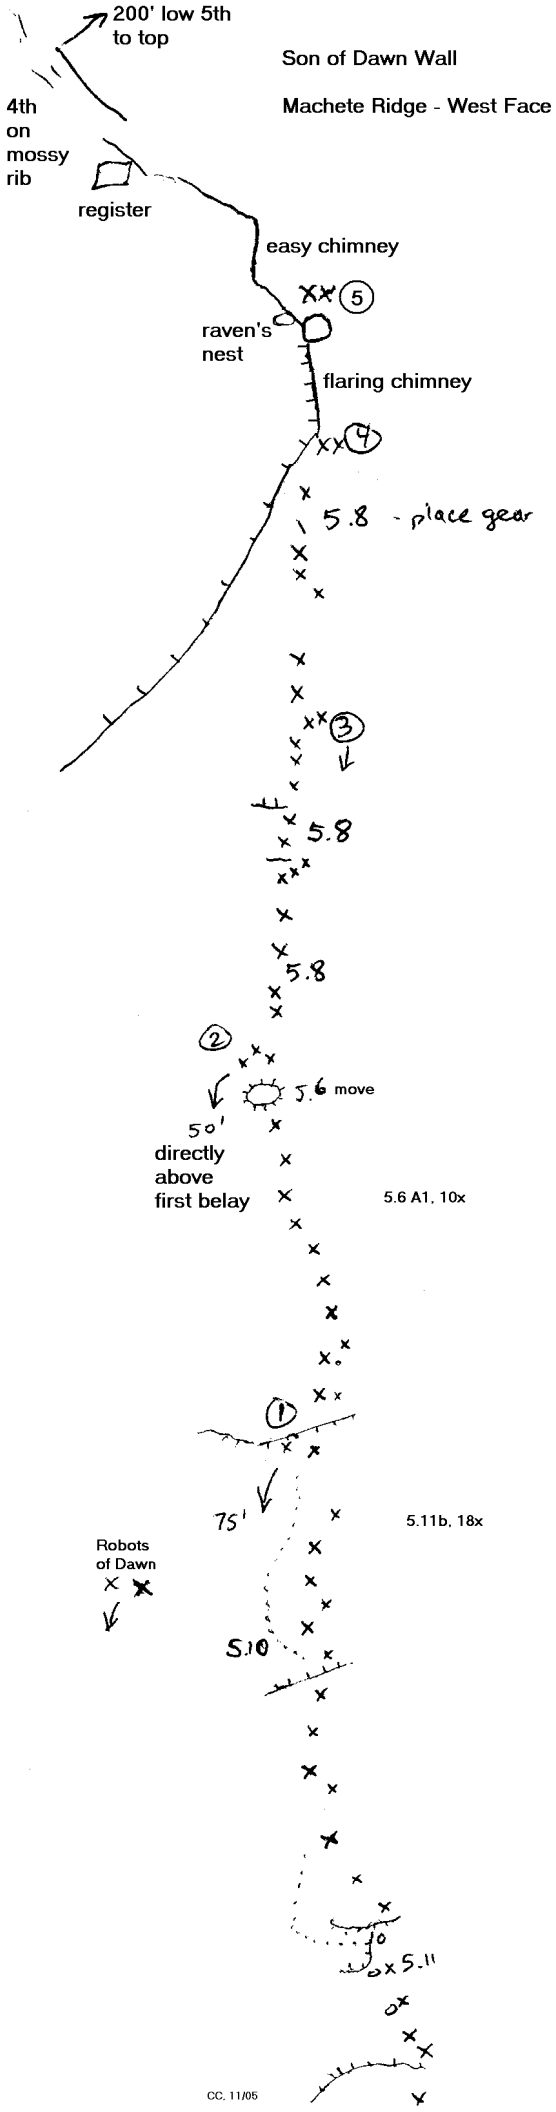 200' low 5th
to top
Son of Dawn Wall
Machete Ridge - West Face
4th
on
mossy
rib
register
easy chimney
5
raven's
nest
flaring chimney
4
5.8 - place gear
3
5.8
5.8
2
5.6 move
50'
directly
above
first belay
5.6 A1, 10x
1
75'
5.11b, 18x
Robots
of Dawn
5.10
5.11
CC, 11/05